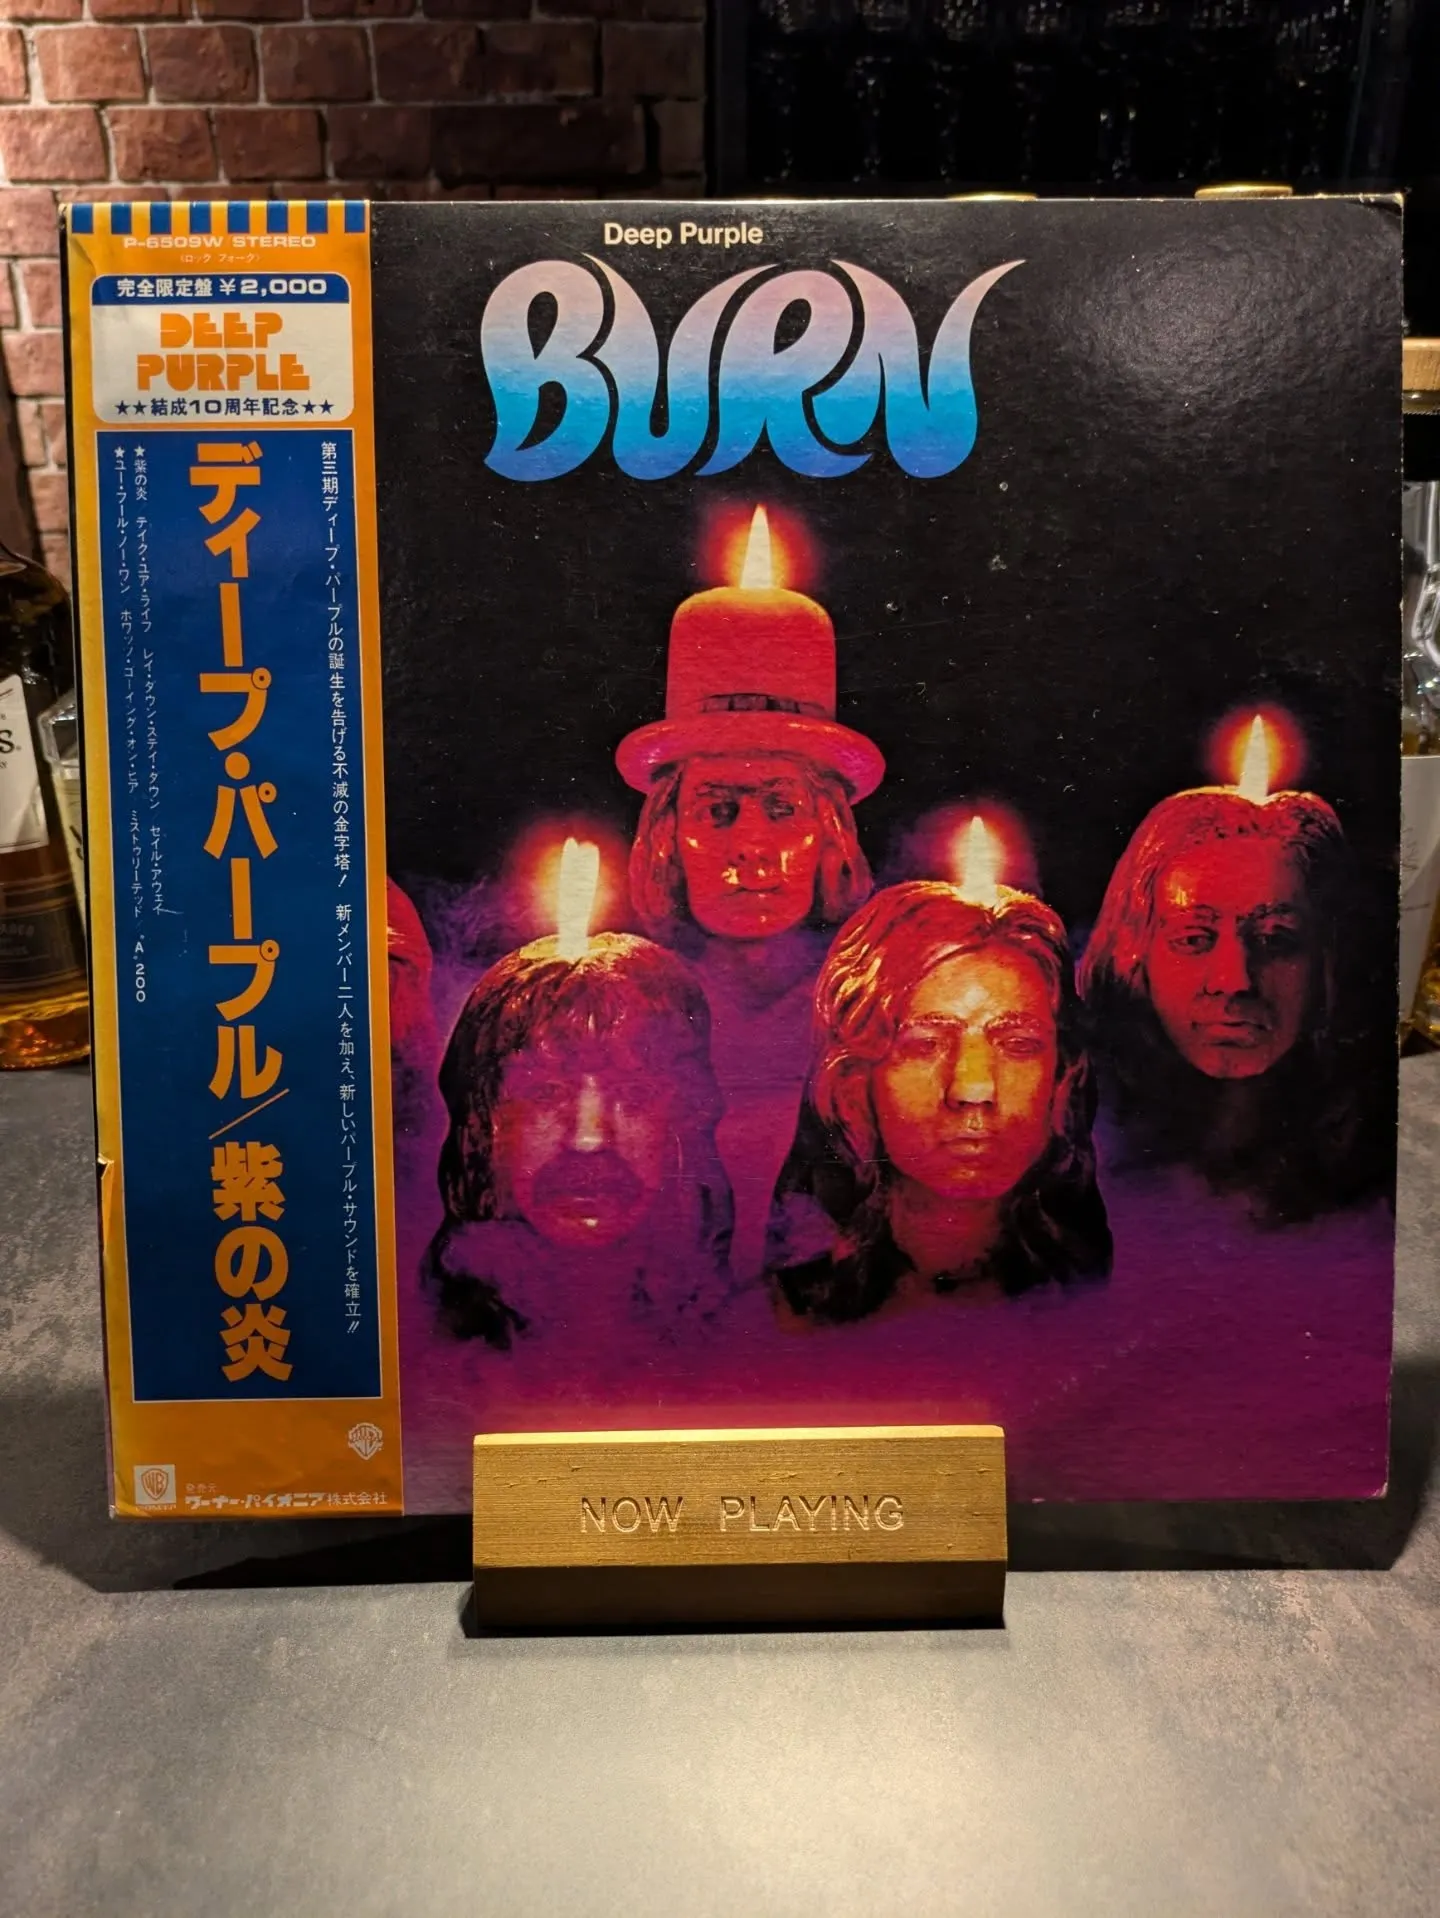 P-6509W STEREO
〈ロック フォーク〉
完全限定盤 ¥2,000
DEEP
PURPLE
★★結成10周年記念★★
第三期ディープ・パープルの誕生を告げる不滅の金字塔! 新メンバー二人を加え、新しいパープル・サウンドを確立!!
ディープ・パープル/紫の炎
★紫の炎 テイク・ユア・ライフ レイ・ダウン・ステイ・ダウン セイル・アウェイ
★ユー・フール・ノー・ワン ホワッツ・ゴーイング・オン・ヒア ミストゥリーテッド “A”200
発売元:
ワーナー・パイオニア株式会社
Deep Purple
BURN
NOW PLAYING